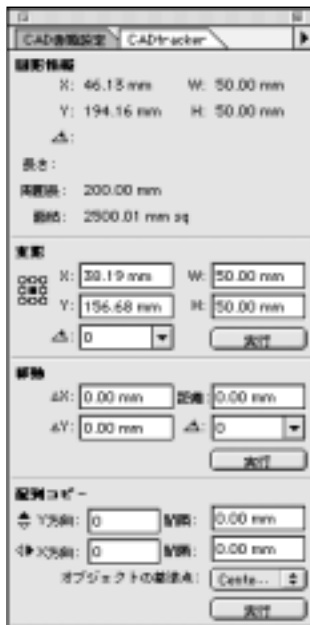 CAD書類設定 CADtracker
図形情報
X: 46.13 mm W: 50.00 mm
Y: 194.16 mm H: 50.00 mm
⊿:
長さ:
周囲長: 200.00 mm
面積: 2500.01 mm sq
変形
X: 38.19 mm W: 50.00 mm
Y: 156.68 mm H: 50.00 mm
⊿: 0
実行
移動
⊿X: 0.00 mm 距離: 0.00 mm
⊿Y: 0.00 mm ⊿: 0
実行
配列コピー
Y方向: 0 間隔: 0.00 mm
X方向: 0 間隔: 0.00 mm
オブジェクトの基準点: Cente...
実行